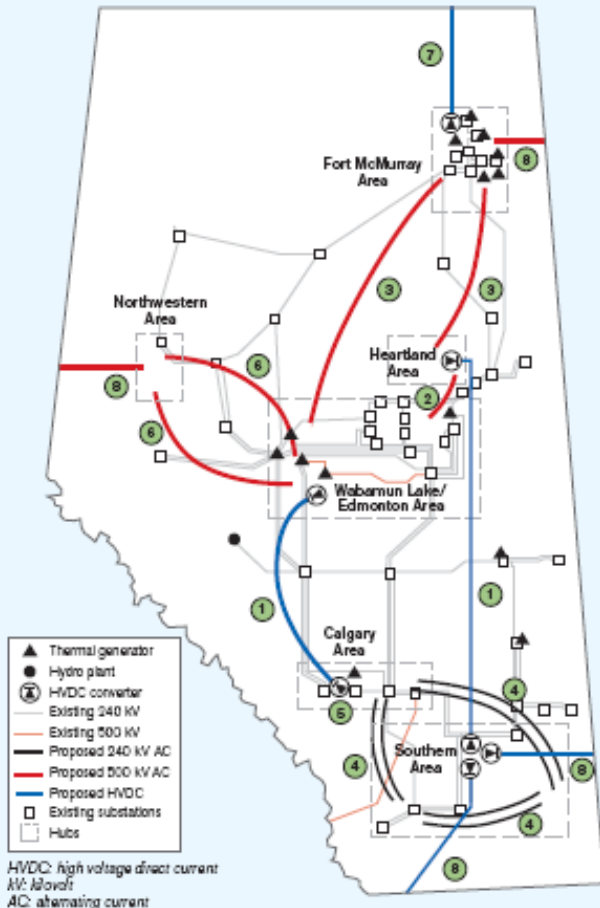 7
Fort McMurray
Area
8
3
3
Northwestern
Area
6
Heartland
Area
8
2
6
Wabamun Lake/
Edmonton Area
1
1
Calgary
Area
4
5
Southern
Area
4
8
4
8
Thermal generator
Hydro plant
HVDC converter
Existing 240 kV
Existing 500 kV
Proposed 240 kV AC
Proposed 500 kV AC
Proposed HVDC
Existing substations
Hubs
HVDC: high voltage direct current
kV: kilovolt
AC: alternating current